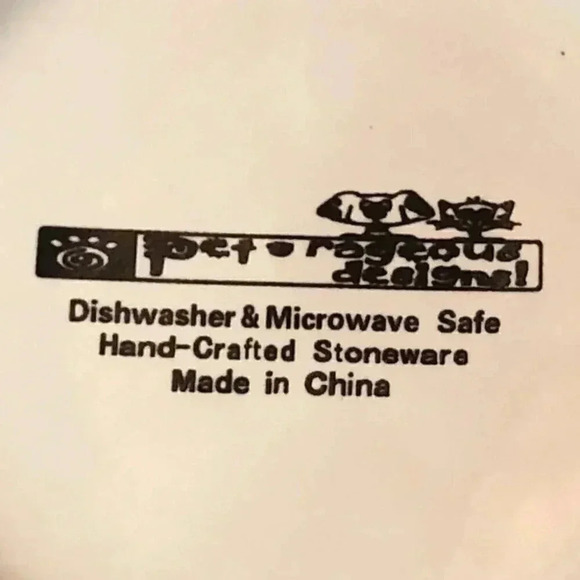 pet•rageous
designs!
Dishwasher & Microwave Safe
Hand-Crafted Stoneware
Made in China